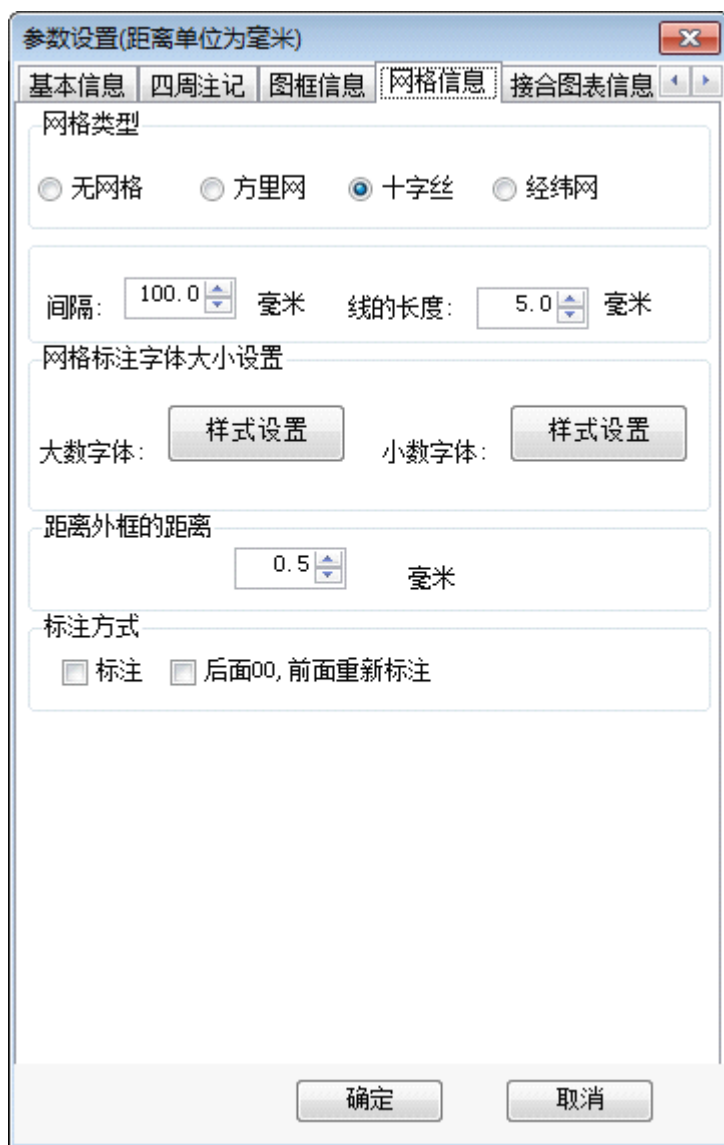 参数设置(距离单位为毫米)
基本信息 四周注记 图框信息 网格信息 接合图表信息
网格类型
无网格 方里网 十字丝 经纬网
间隔: 100.0 毫米 线的长度: 5.0 毫米
网格标注字体大小设置
大数字体: 样式设置 小数字体: 样式设置
距离外框的距离
0.5 毫米
标注方式
标注 后面00,前面重新标注
确定 取消